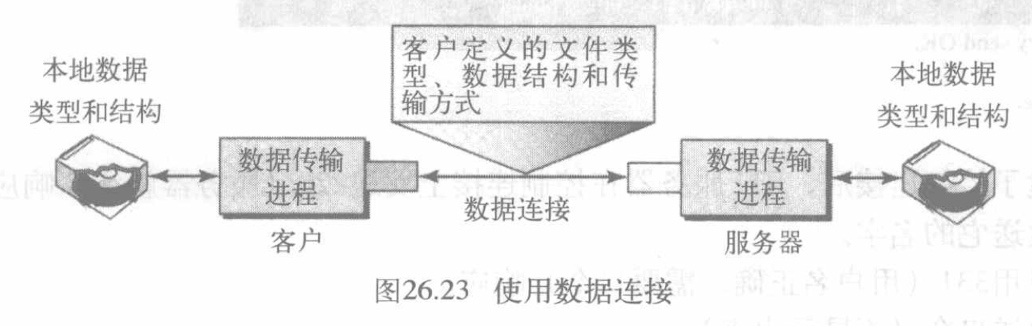 客户定义的文件类
型、数据结构和传
输方式
本地数据
类型和结构
本地数据
类型和结构
数据传输
进程
数据传输
进程
数据连接
客户
服务器
图26.23 使用数据连接